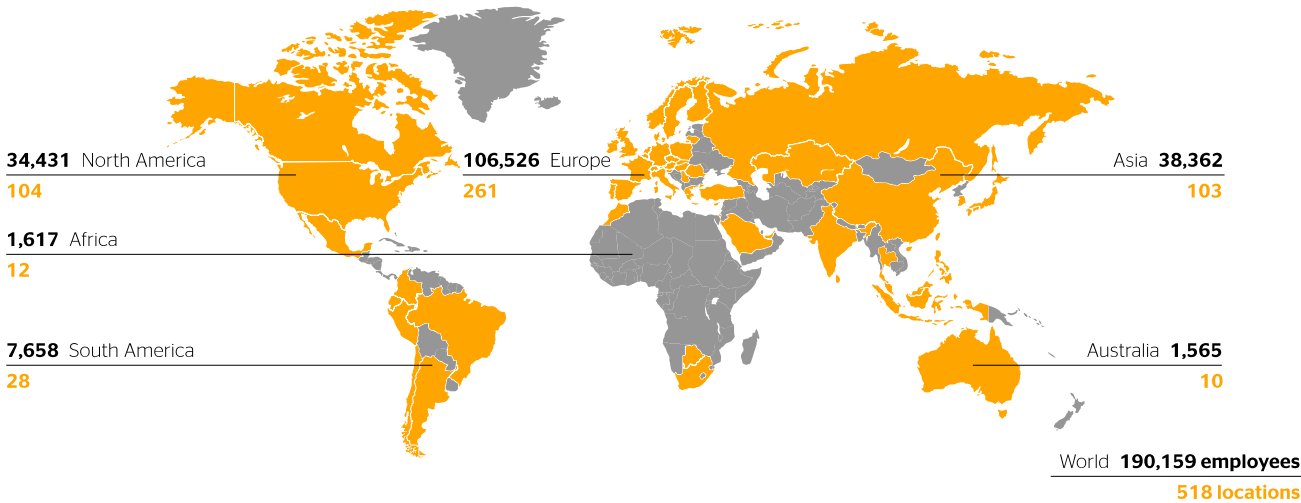 34,431 North America
104
106,526 Europe
261
Asia 38,362
103
1,617 Africa
12
7,658 South America
28
Australia 1,565
10
World 190,159 employees
518 locations